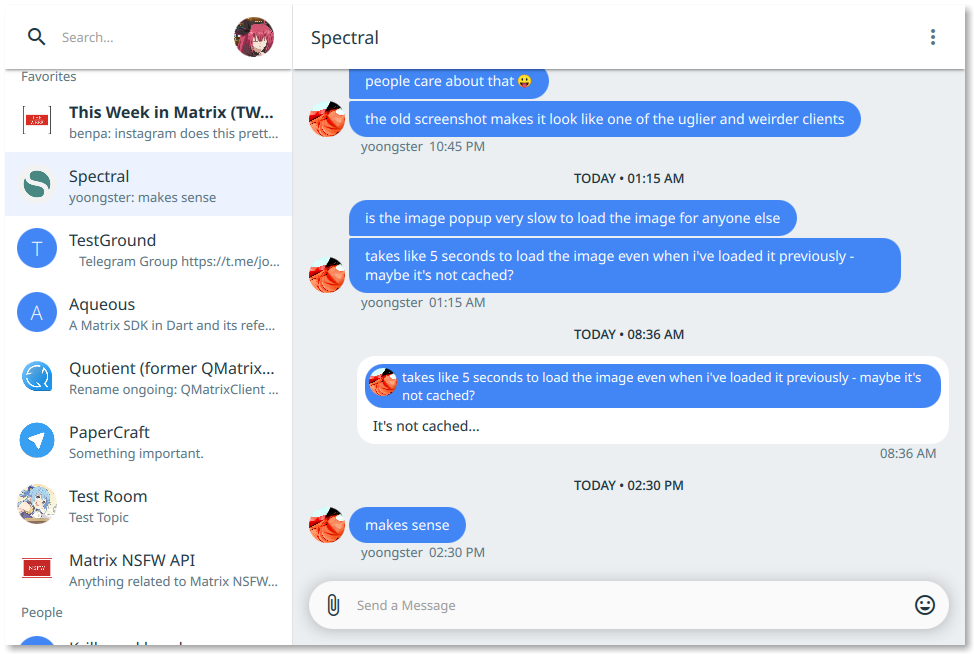 Search...
Favorites
This Week in Matrix (TW...
benpa: instagram does this prett...
Spectral
yoongster: makes sense
T
TestGround
Telegram Group https://t.me/jo...
A
Aqueous
A Matrix SDK in Dart and its refe...
Quotient (former QMatrix...
Rename ongoing: QMatrixClient ...
PaperCraft
Something important.
Test Room
Test Topic
NSFW
Matrix NSFW API
Anything related to Matrix NSFW...
People
Spectral
people care about that 😀
the old screenshot makes it look like one of the uglier and weirder clients
yoongster 10:45 PM
TODAY • 01:15 AM
is the image popup very slow to load the image for anyone else
takes like 5 seconds to load the image even when i've loaded it previously -
maybe it's not cached?
yoongster 01:15 AM
TODAY • 08:36 AM
takes like 5 seconds to load the image even when i've loaded it previously - maybe it's
not cached?
It's not cached...
08:36 AM
TODAY • 02:30 PM
makes sense
yoongster 02:30 PM
Send a Message